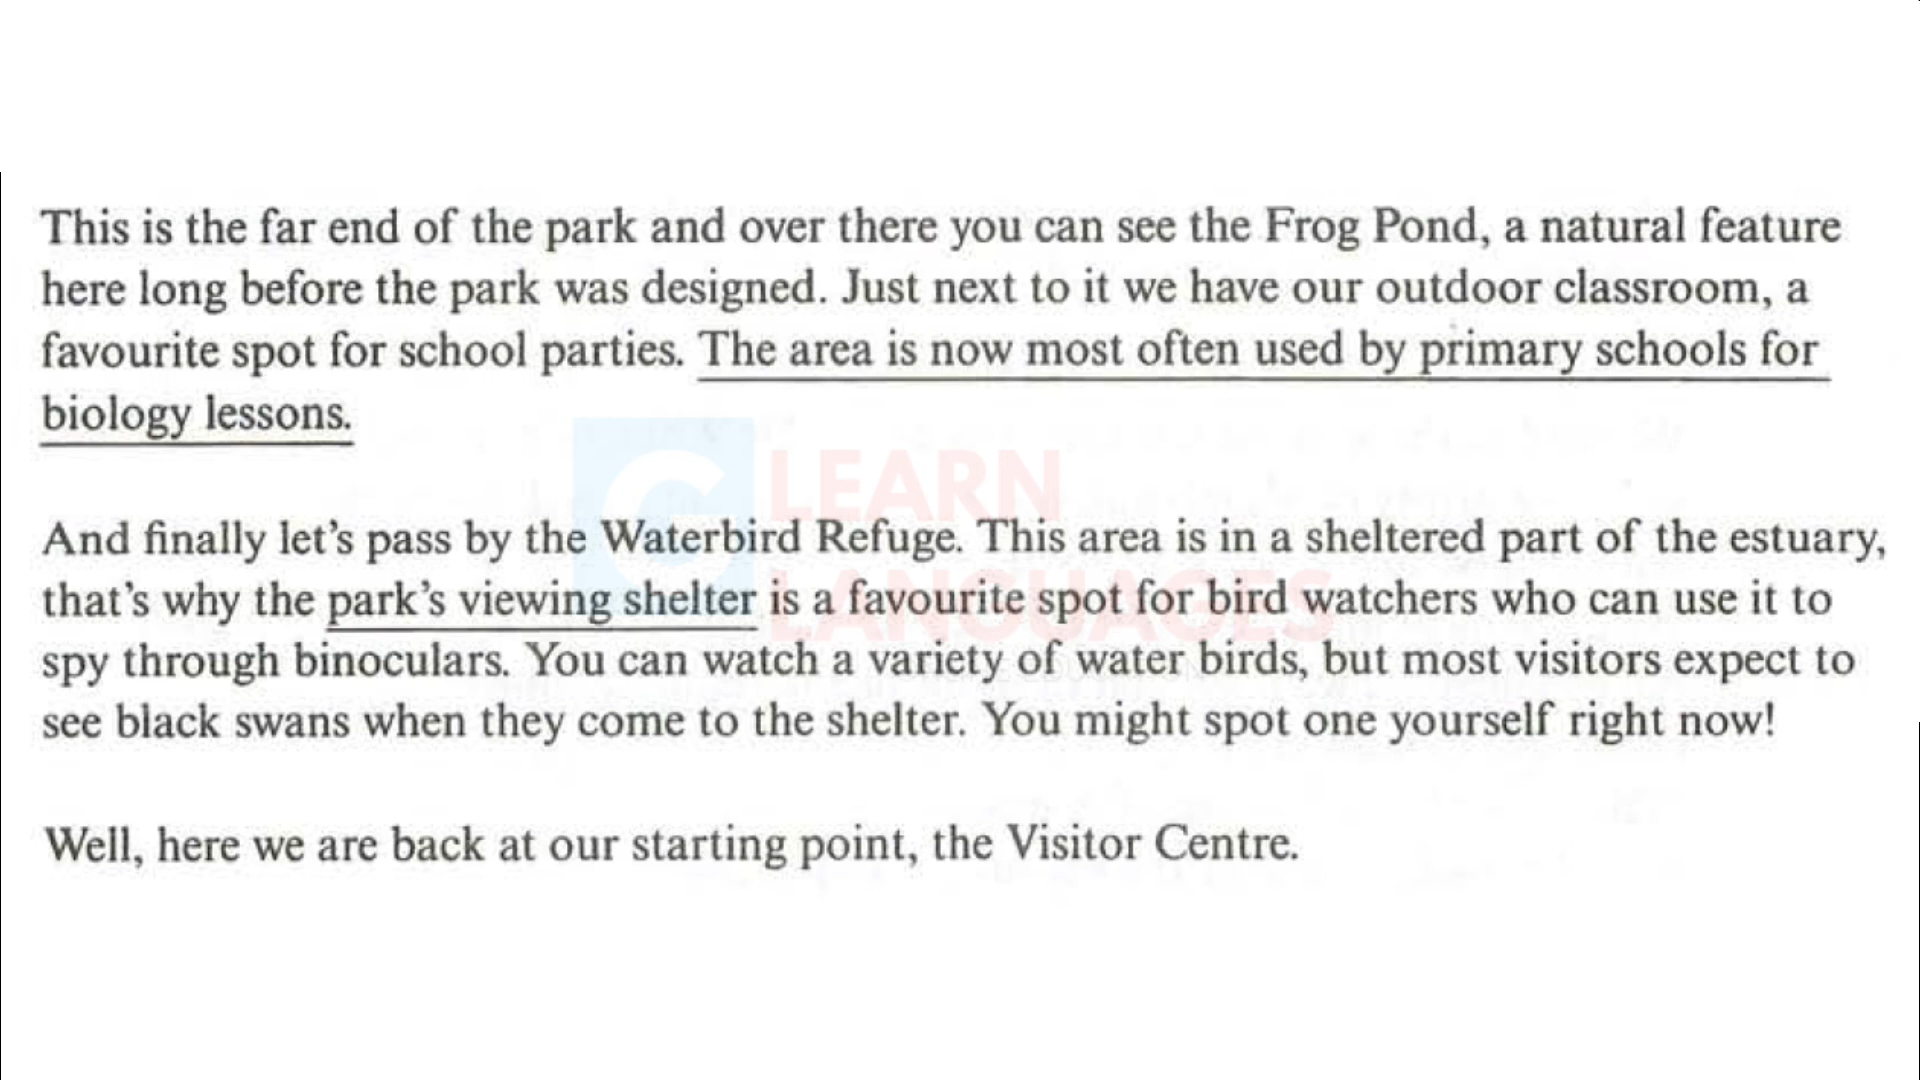 This is the far end of the park and over there you can see the Frog Pond, a natural feature
here long before the park was designed. Just next to it we have our outdoor classroom, a
favourite spot for school parties. The area is now most often used by primary schools for
biology lessons.
And finally let's pass by the Waterbird Refuge. This area is in a sheltered part of the estuary,
that's why the park's viewing shelter is a favourite spot for bird watchers who can use it to
spy through binoculars. You can watch a variety of water birds, but most visitors expect to
see black swans when they come to the shelter. You might spot one yourself right now!
Well, here we are back at our starting point, the Visitor Centre.
LEARN
LANGUAGES